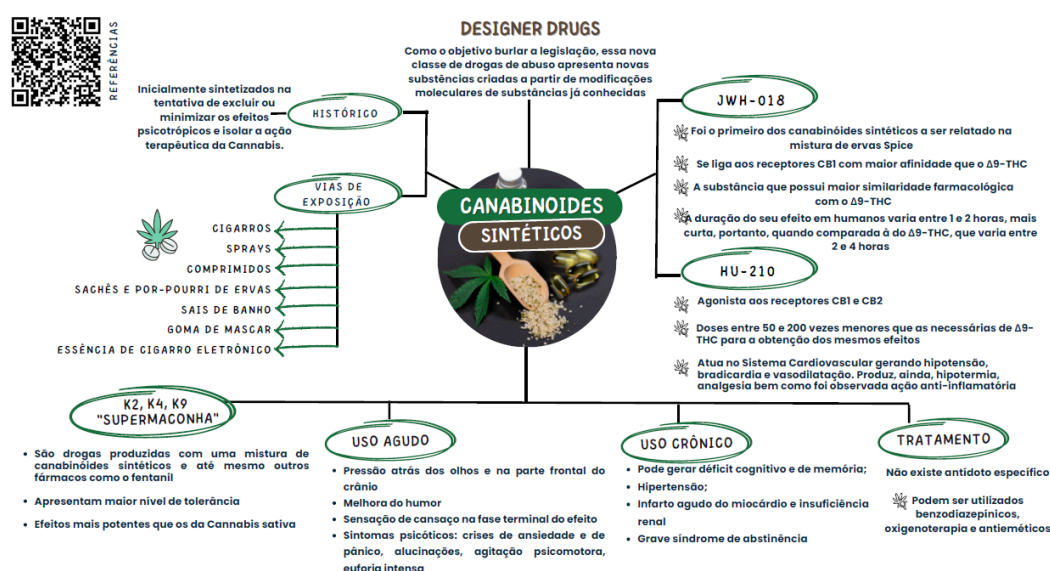 REFERÊNCIAS
DESIGNER DRUGS
Como o objetivo burlar a legislação, essa nova
classe de drogas de abuso apresenta novas
substências criadas a partir de modificações
moleculares de substâncias já conhecidas
Inicialmente sintetizados na
tentativa de excluir ou
minimizar os efeitos
psicotrópicos e isolar a ação
terapêutica da Cannabis.
HISTÓRICO
VIAS DE
EXPOSIÇÃO
CIGARROS
SPRAYS
COMPRIMIDOS
SACHÊS E POR-POURRI DE ERVAS
SAIS DE BANHO
GOMA DE MASCAR
ESSÊNCIA DE CIGARRO ELETRÔNICO
CANABINOIDES
SINTÉTICOS
JWH-018
Foi o primeiro dos canabinóides sintéticos a ser relatado na
mistura de ervas Spice
Se liga aos receptores CB1 com maior afinidade que o Δ9-THC
A substância que possui maior similaridade farmacológica
com o Δ9-THC
A duração do seu efeito em humanos varia entre 1 e 2 horas, mais
curta, portanto, quando comparada à do Δ9-THC, que varia entre
2 e 4 horas
HU-210
Agonista aos receptores CB1 e CB2
Doses entre 50 e 200 vezes menores que as necessárias de Δ9-
THC para a obtenção dos mesmos efeitos
Atua no Sistema Cardiovascular gerando hipotensão,
bradicardia e vasodilatação. Produz, ainda, hipotermia,
analgesia bem como foi observada ação anti-inflamatória
K2, K4, K9
"SUPERMACONHA"
• São drogas produzidas com uma mistura de
canabinóides sintéticos e até mesmo outros
fármacos como o fentanil
• Apresentam maior nível de tolerância
• Efeitos mais potentes que os da Cannabis sativa
USO AGUDO
• Pressão atrás dos olhos e na parte frontal do
crânio
• Melhora do humor
• Sensação de cansaço na fase terminal do efeito
• Sintomas psicóticos: crises de ansiedade e de
pânico, alucinações, agitação psicomotora,
euforia intensa
USO CRÔNICO
• Pode gerar déficit cognitivo e de memória;
• Hipertensão;
• Infarto agudo do miocárdio e insuficiência
renal
• Grave síndrome de abstinência
TRATAMENTO
Não existe antidoto específico
Podem ser utilizados
benzodiazepínicos,
oxigenoterapia e antieméticos